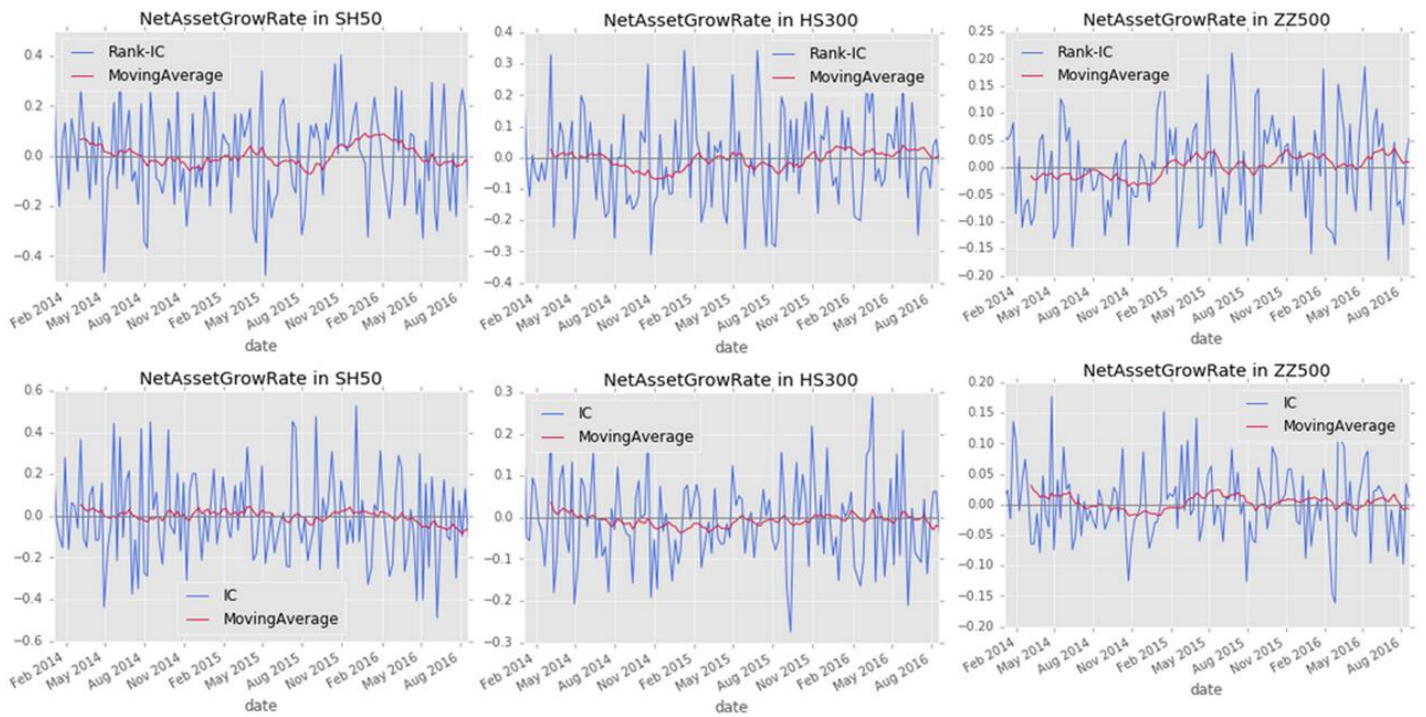 NetAssetGrowRate in SH50
0.4
0.2
0.0
−0.2
−0.4
Rank-IC
MovingAverage
Feb 2014
May 2014
Aug 2014
Nov 2014
Feb 2015
May 2015
Aug 2015
Nov 2015
Feb 2016
May 2016
Aug 2016
date
NetAssetGrowRate in HS300
0.4
0.3
0.2
0.1
0.0
−0.1
−0.2
−0.3
−0.4
Rank-IC
MovingAverage
Feb 2014
May 2014
Aug 2014
Nov 2014
Feb 2015
May 2015
Aug 2015
Nov 2015
Feb 2016
May 2016
Aug 2016
date
NetAssetGrowRate in ZZ500
0.25
0.20
0.15
0.10
0.05
0.00
−0.05
−0.10
−0.15
−0.20
Rank-IC
MovingAverage
Feb 2014
May 2014
Aug 2014
Nov 2014
Feb 2015
May 2015
Aug 2015
Nov 2015
Feb 2016
May 2016
Aug 2016
date
NetAssetGrowRate in SH50
0.6
0.4
0.2
0.0
−0.2
−0.4
−0.6
IC
MovingAverage
Feb 2014
May 2014
Aug 2014
Nov 2014
Feb 2015
May 2015
Aug 2015
Nov 2015
Feb 2016
May 2016
Aug 2016
date
NetAssetGrowRate in HS300
0.3
0.2
0.1
0.0
−0.1
−0.2
−0.3
IC
MovingAverage
Feb 2014
May 2014
Aug 2014
Nov 2014
Feb 2015
May 2015
Aug 2015
Nov 2015
Feb 2016
May 2016
Aug 2016
date
NetAssetGrowRate in ZZ500
0.20
0.15
0.10
0.05
0.00
−0.05
−0.10
−0.15
−0.20
IC
MovingAverage
Feb 2014
May 2014
Aug 2014
Nov 2014
Feb 2015
May 2015
Aug 2015
Nov 2015
Feb 2016
May 2016
Aug 2016
date